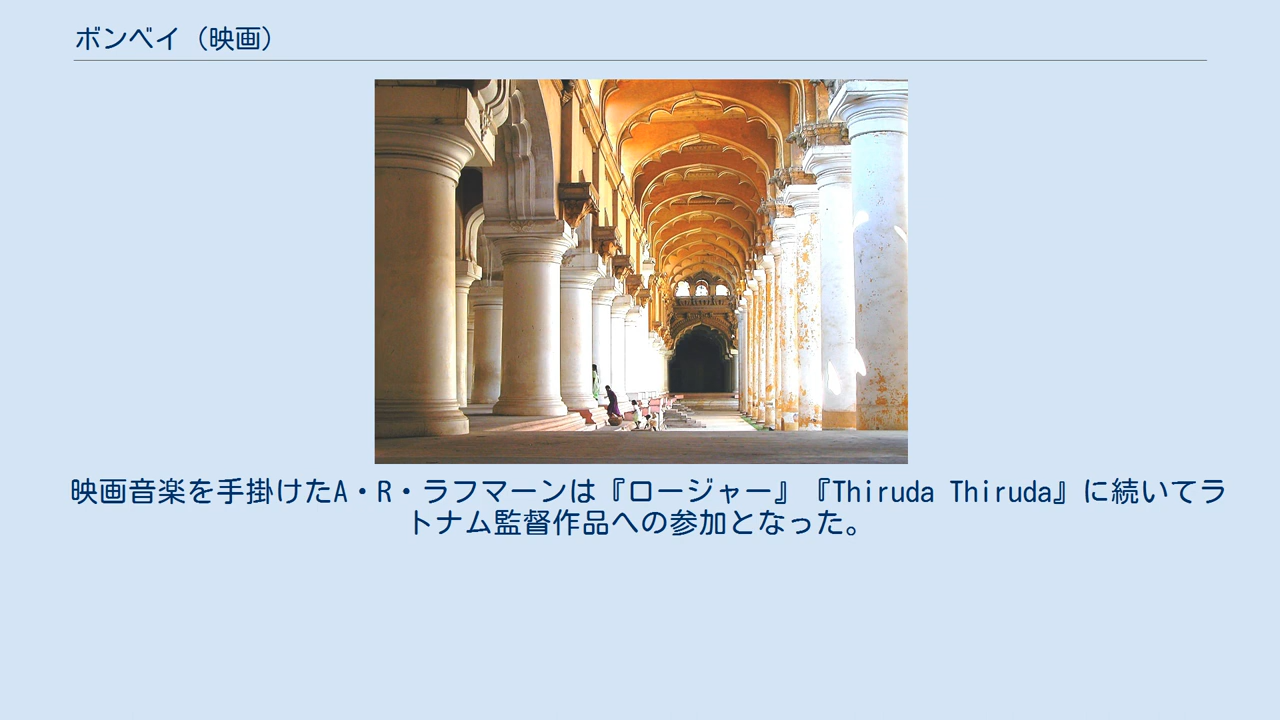 ボンベイ（映画）
映画音楽を手掛けたA・R・ラフマーンは『ロージャー』『Thiruda Thiruda』に続いてラ
トナム監督作品への参加となった。